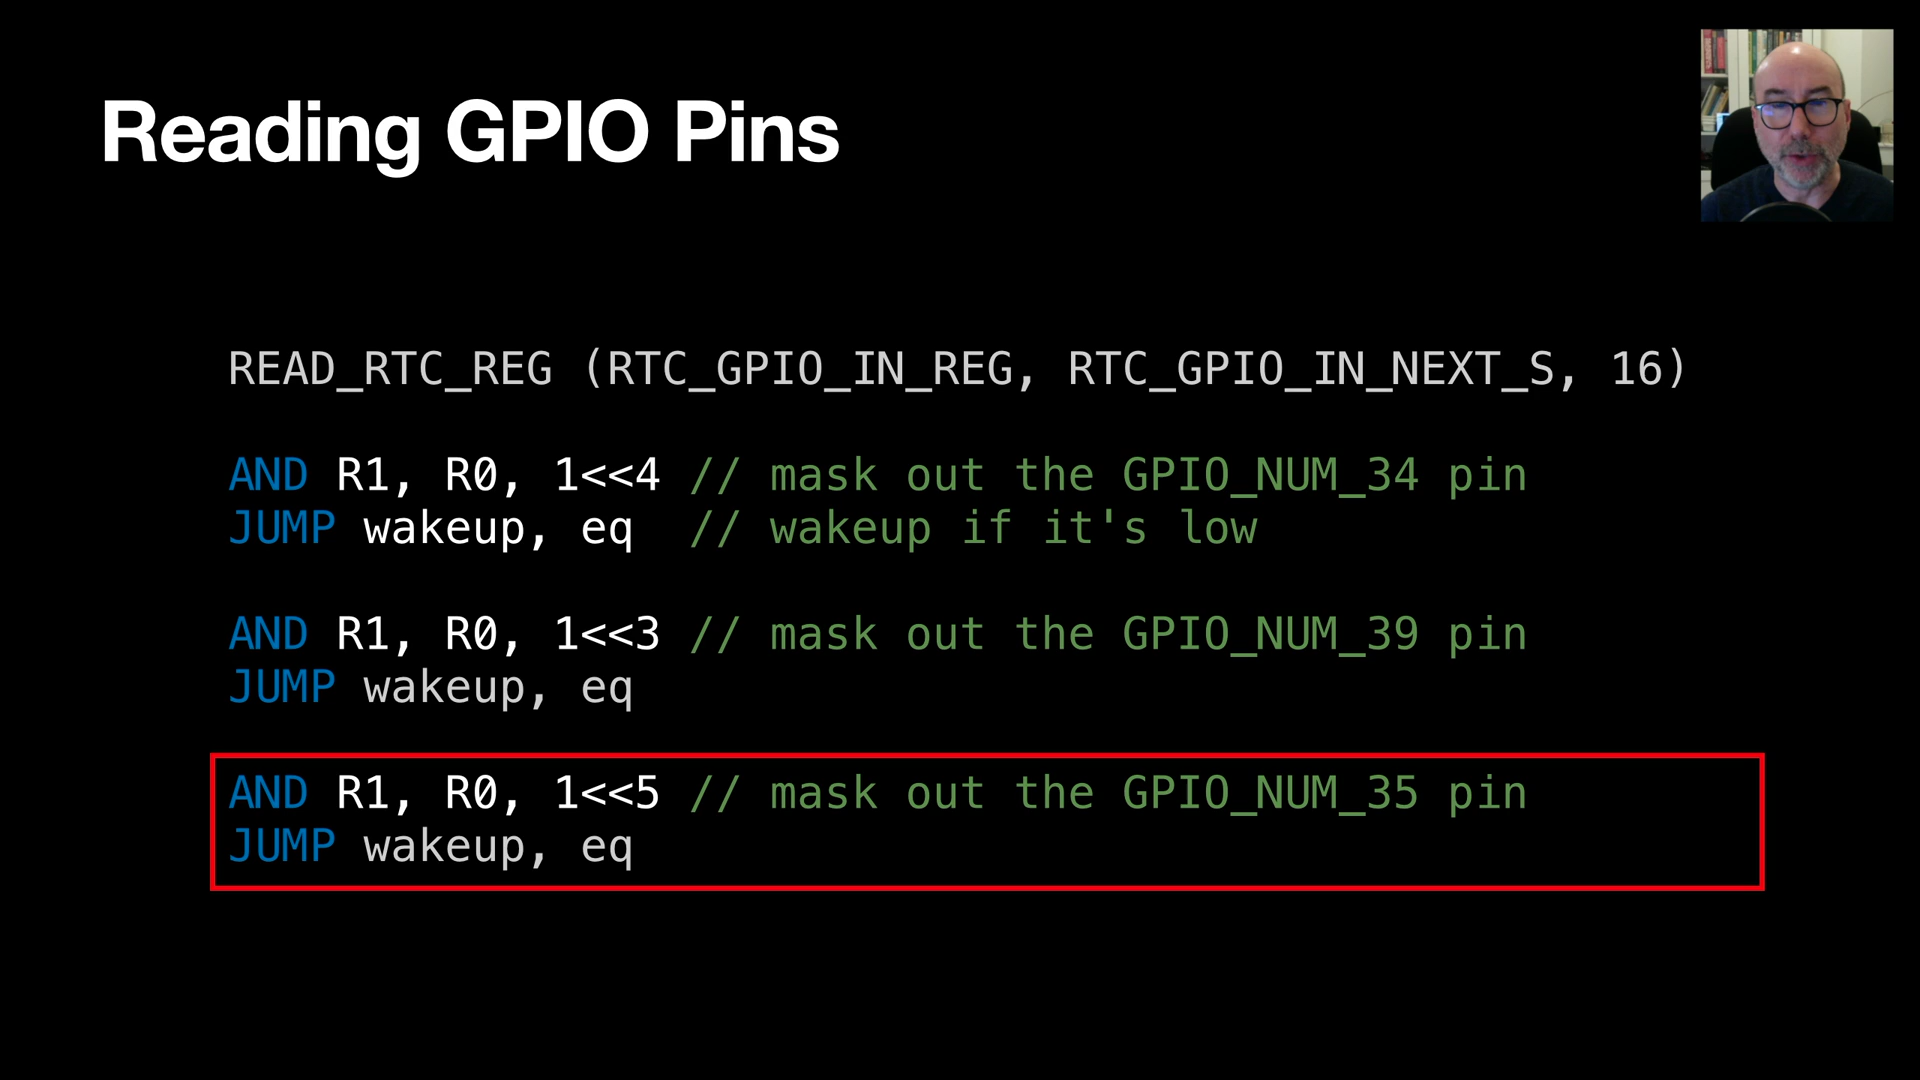 Reading GPIO Pins
READ_RTC_REG (RTC_GPIO_IN_REG, RTC_GPIO_IN_NEXT_S, 16)
AND R1, R0, 1<<4 // mask out the GPIO_NUM_34 pin
JUMP wakeup, eq  // wakeup if it's low
AND R1, R0, 1<<3 // mask out the GPIO_NUM_39 pin
JUMP wakeup, eq
AND R1, R0, 1<<5 // mask out the GPIO_NUM_35 pin
JUMP wakeup, eq